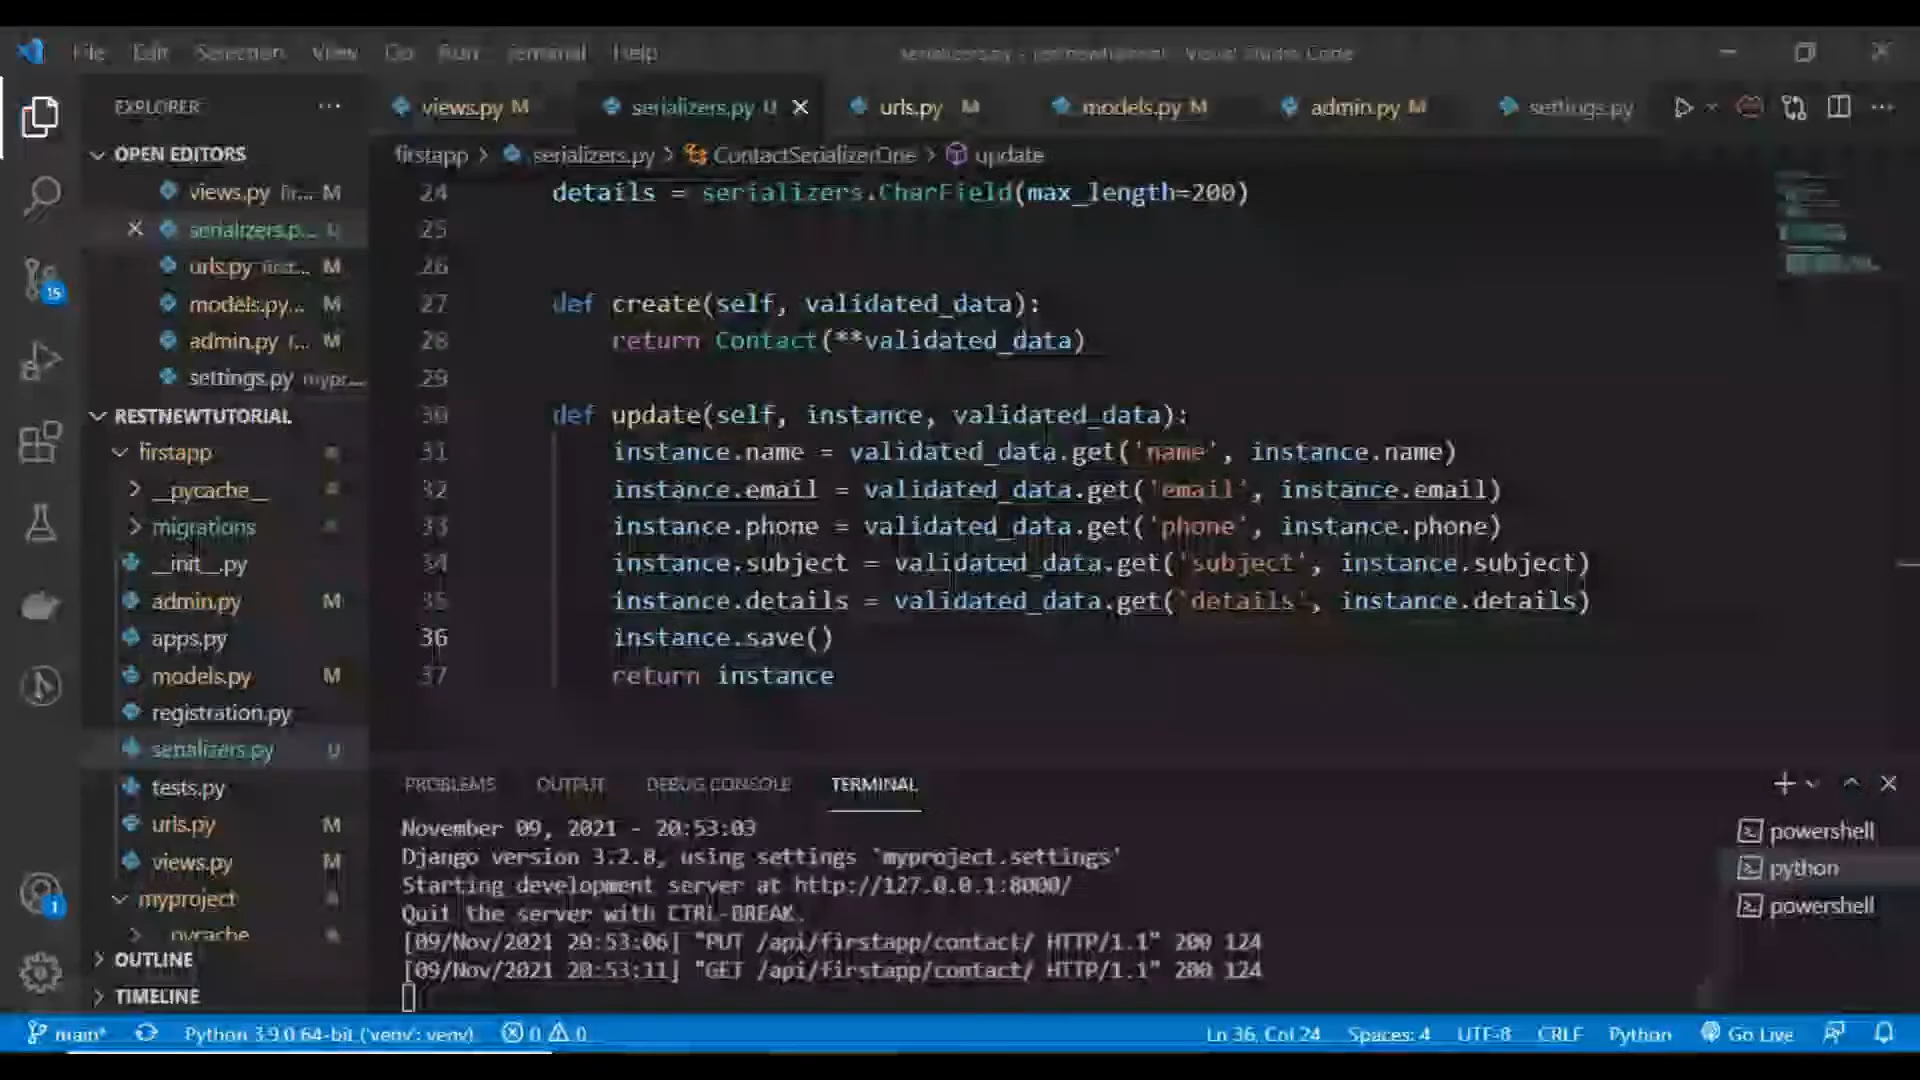 File Edit Selection View Go Run Terminal Help
serializers.py - restnewtutorial - Visual Studio Code
EXPLORER
views.py M serializers.py U urls.py M models.py M admin.py M settings.py
OPEN EDITORS
firstapp > serializers.py > ContactSerializerOne > update
views.py fir... M
serializers.p... U
urls.py first... M
models.py... M
admin.py f... M
settings.py mypr...
RESTNEWTUTORIAL
firstapp
__pycache__
migrations
__init__.py
admin.py M
apps.py
models.py M
registration.py
serializers.py U
tests.py
urls.py M
views.py M
myproject
pycache
OUTLINE
TIMELINE
24 details = serializers.CharField(max_length=200)
25
26
27 def create(self, validated_data):
28 return Contact(**validated_data)
29
30 def update(self, instance, validated_data):
31 instance.name = validated_data.get('name', instance.name)
32 instance.email = validated_data.get('email', instance.email)
33 instance.phone = validated_data.get('phone', instance.phone)
34 instance.subject = validated_data.get('subject', instance.subject)
35 instance.details = validated_data.get('details', instance.details)
36 instance.save()
37 return instance
PROBLEMS OUTPUT DEBUG CONSOLE TERMINAL
November 09, 2021 - 20:53:03
Django version 3.2.8, using settings 'myproject.settings'
Starting development server at http://127.0.0.1:8000/
Quit the server with CTRL-BREAK.
[09/Nov/2021 20:53:06] "PUT /api/firstapp/contact/ HTTP/1.1" 200 124
[09/Nov/2021 20:53:11] "GET /api/firstapp/contact/ HTTP/1.1" 200 124
powershell
python
powershell
15
1
main* Python 3.9.0 64-bit ('venv': venv) 0 0 Ln 36, Col 24 Spaces: 4 UTF-8 CRLF Python Go Live